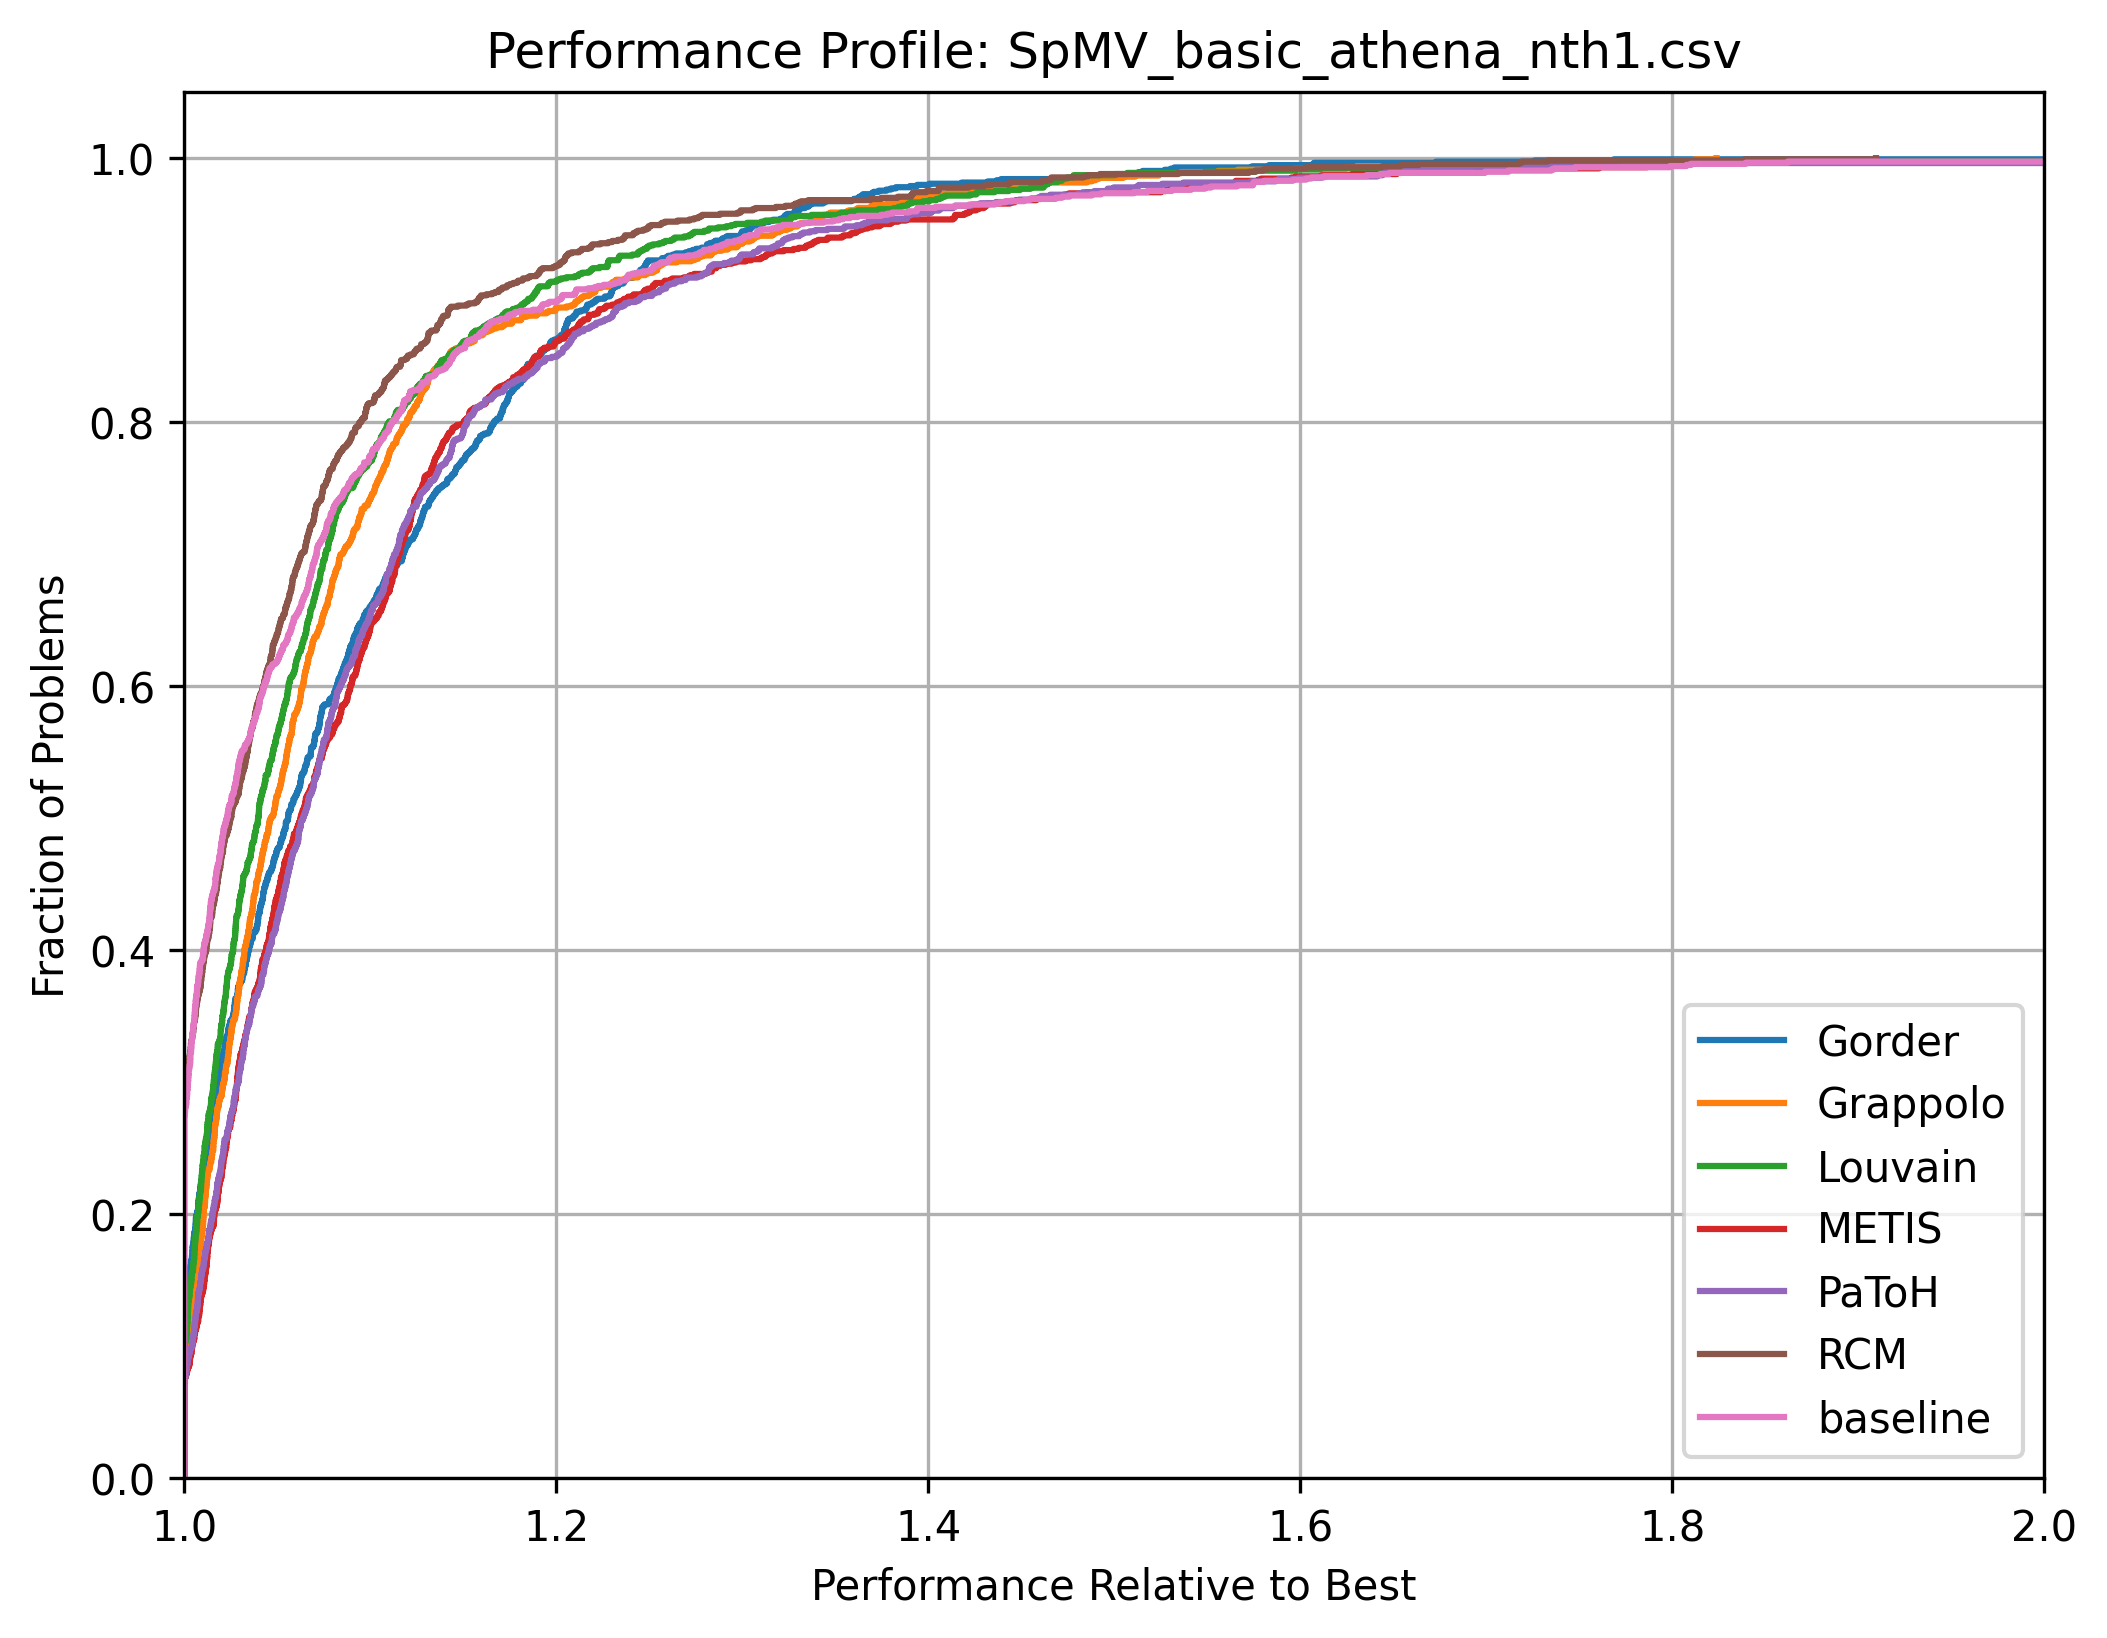 Performance Profile: SpMV_basic_athena_nth1.csv
Fraction of Problems
1.0
0.8
0.6
0.4
0.2
0.0
1.0 1.2 1.4 1.6 1.8 2.0
Performance Relative to Best
Gorder
Grappolo
Louvain
METIS
PaToH
RCM
baseline